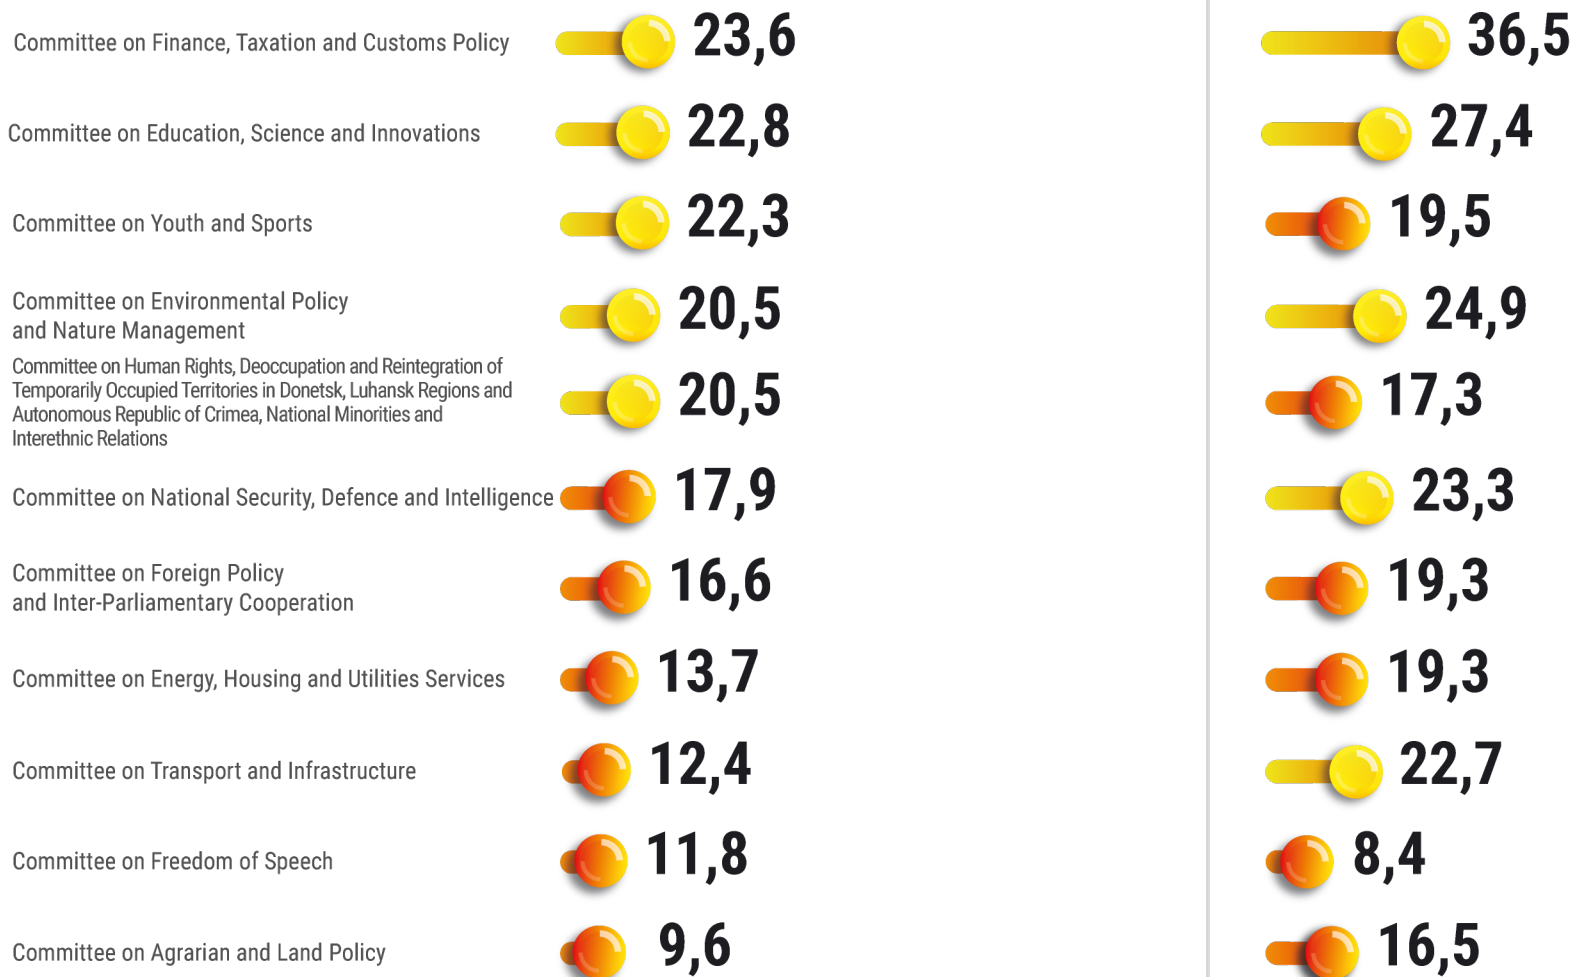 Committee on Finance, Taxation and Customs Policy 23,6 36,5
Committee on Education, Science and Innovations 22,8 27,4
Committee on Youth and Sports 22,3 19,5
Committee on Environmental Policy
and Nature Management 20,5 24,9
Committee on Human Rights, Deoccupation and Reintegration of
Temporarily Occupied Territories in Donetsk, Luhansk Regions and
Autonomous Republic of Crimea, National Minorities and
Interethnic Relations 20,5 17,3
Committee on National Security, Defence and Intelligence 17,9 23,3
Committee on Foreign Policy
and Inter-Parliamentary Cooperation 16,6 19,3
Committee on Energy, Housing and Utilities Services 13,7 19,3
Committee on Transport and Infrastructure 12,4 22,7
Committee on Freedom of Speech 11,8 8,4
Committee on Agrarian and Land Policy 9,6 16,5